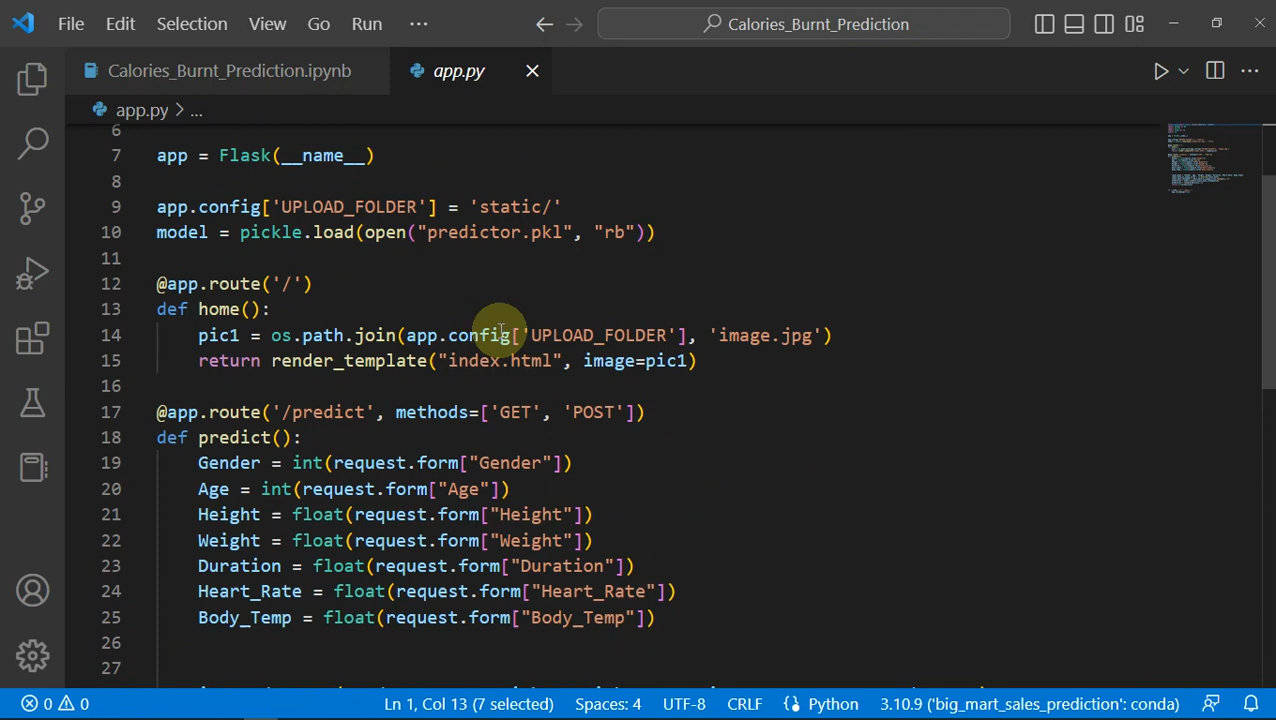 File Edit Selection View Go Run ··· Calories_Burnt_Prediction
Calories_Burnt_Prediction.ipynb app.py
app.py > ...
6
7 app = Flask(__name__)
8
9 app.config['UPLOAD_FOLDER'] = 'static/'
10 model = pickle.load(open("predictor.pkl", "rb"))
11
12 @app.route('/')
13 def home():
14 pic1 = os.path.join(app.config['UPLOAD_FOLDER'], 'image.jpg')
15 return render_template("index.html", image=pic1)
16
17 @app.route('/predict', methods=['GET', 'POST'])
18 def predict():
19 Gender = int(request.form["Gender"])
20 Age = int(request.form["Age"])
21 Height = float(request.form["Height"])
22 Weight = float(request.form["Weight"])
23 Duration = float(request.form["Duration"])
24 Heart_Rate = float(request.form["Heart_Rate"])
25 Body_Temp = float(request.form["Body_Temp"])
26
27
0 0 Ln 1, Col 13 (7 selected) Spaces: 4 UTF-8 CRLF Python 3.10.9 ('big_mart_sales_prediction': conda)